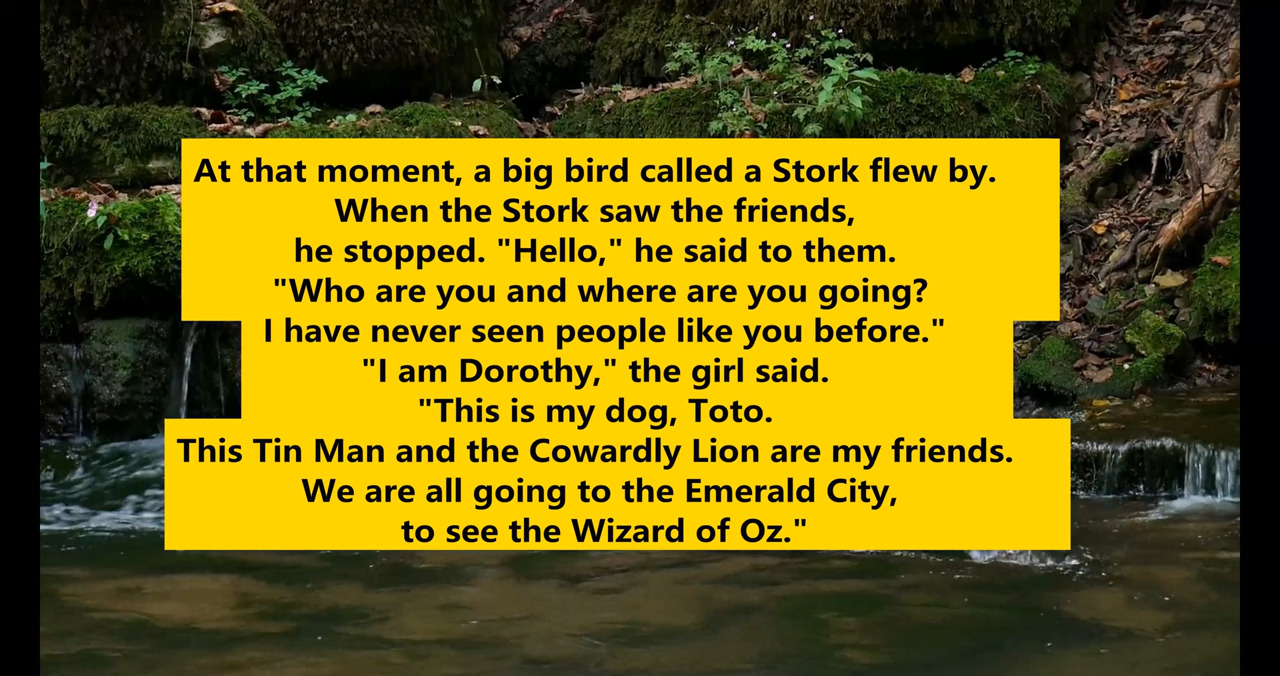 At that moment, a big bird called a Stork flew by.
When the Stork saw the friends,
he stopped. "Hello," he said to them.
"Who are you and where are you going?
I have never seen people like you before."
"I am Dorothy," the girl said.
"This is my dog, Toto.
This Tin Man and the Cowardly Lion are my friends.
We are all going to the Emerald City,
to see the Wizard of Oz."